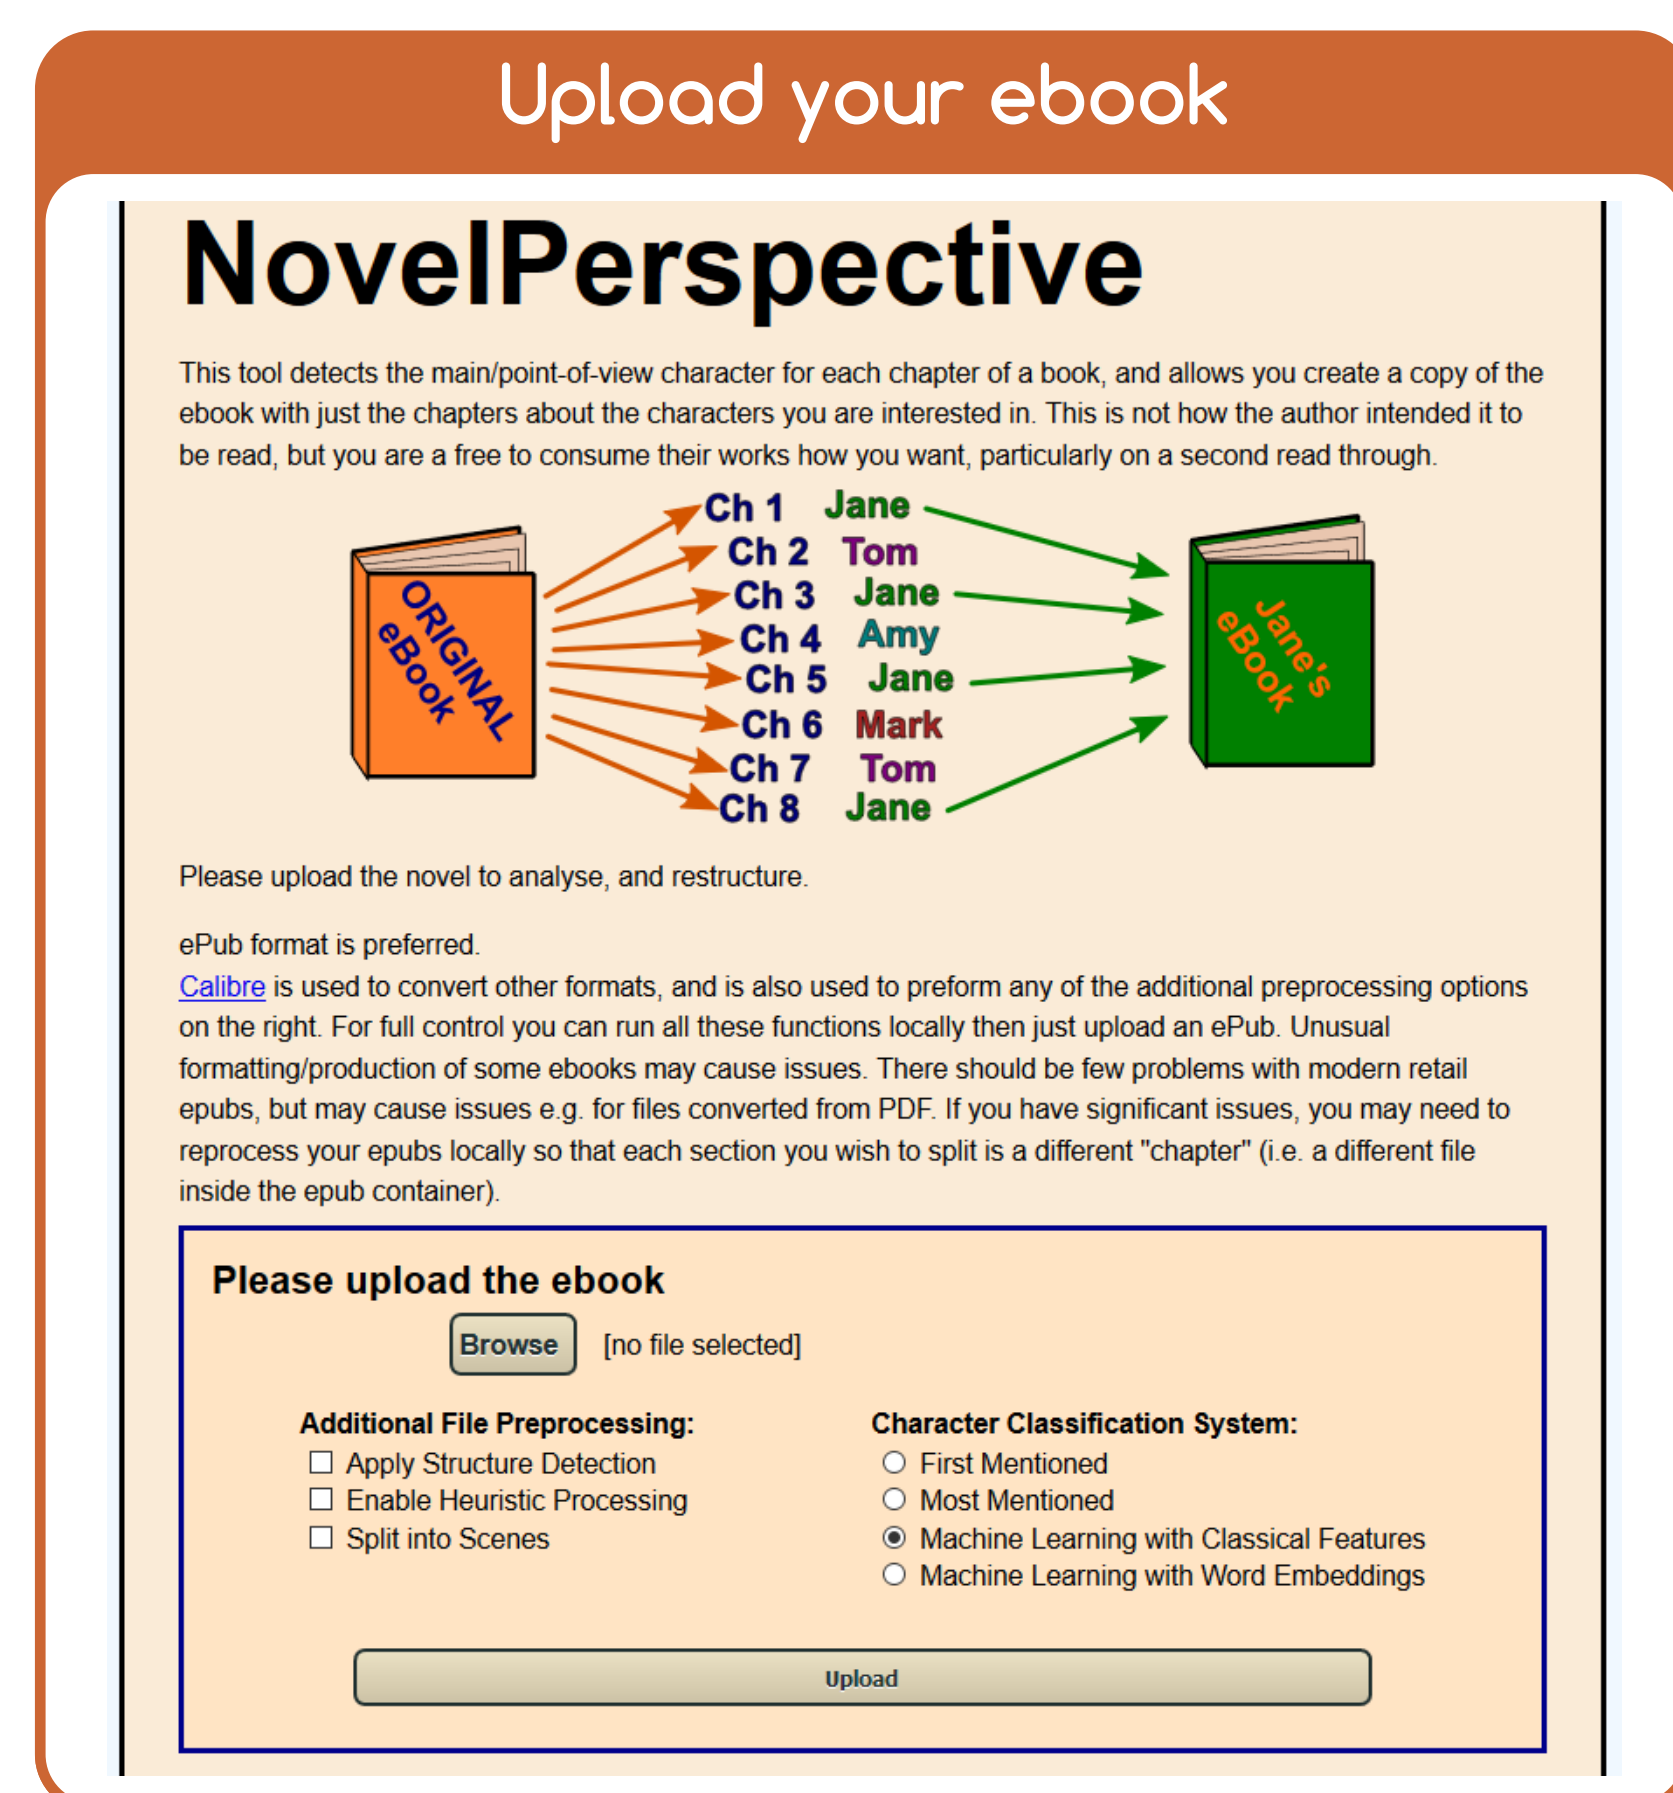 Upload your ebook
NovelPerspective
This tool detects the main/point-of-view character for each chapter of a book, and allows you create a copy of the
ebook with just the chapters about the characters you are interested in. This is not how the author intended it to
be read, but you are a free to consume their works how you want, particularly on a second read through.
ORIGINAL
eBook
Ch 1 Jane
Ch 2 Tom
Ch 3 Jane
Ch 4 Amy
Ch 5 Jane
Ch 6 Mark
Ch 7 Tom
Ch 8 Jane
Jane's
eBook
Please upload the novel to analyse, and restructure.
ePub format is preferred.
Calibre is used to convert other formats, and is also used to preform any of the additional preprocessing options
on the right. For full control you can run all these functions locally then just upload an ePub. Unusual
formatting/production of some ebooks may cause issues. There should be few problems with modern retail
epubs, but may cause issues e.g. for files converted from PDF. If you have significant issues, you may need to
reprocess your epubs locally so that each section you wish to split is a different "chapter" (i.e. a different file
inside the epub container).
Please upload the ebook
Browse [no file selected]
Additional File Preprocessing:
Apply Structure Detection
Enable Heuristic Processing
Split into Scenes
Character Classification System:
First Mentioned
Most Mentioned
Machine Learning with Classical Features
Machine Learning with Word Embeddings
Upload